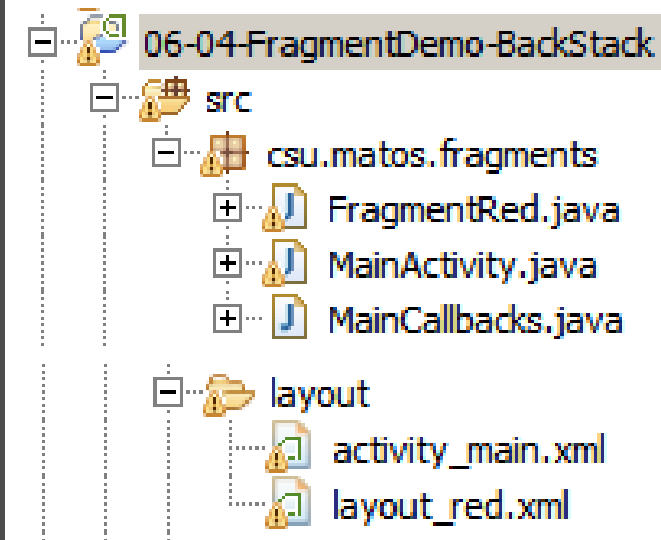 06-04-FragmentDemo-BackStack
src
csu.matos.fragments
FragmentRed.java
MainActivity.java
MainCallbacks.java
layout
activity_main.xml
layout_red.xml